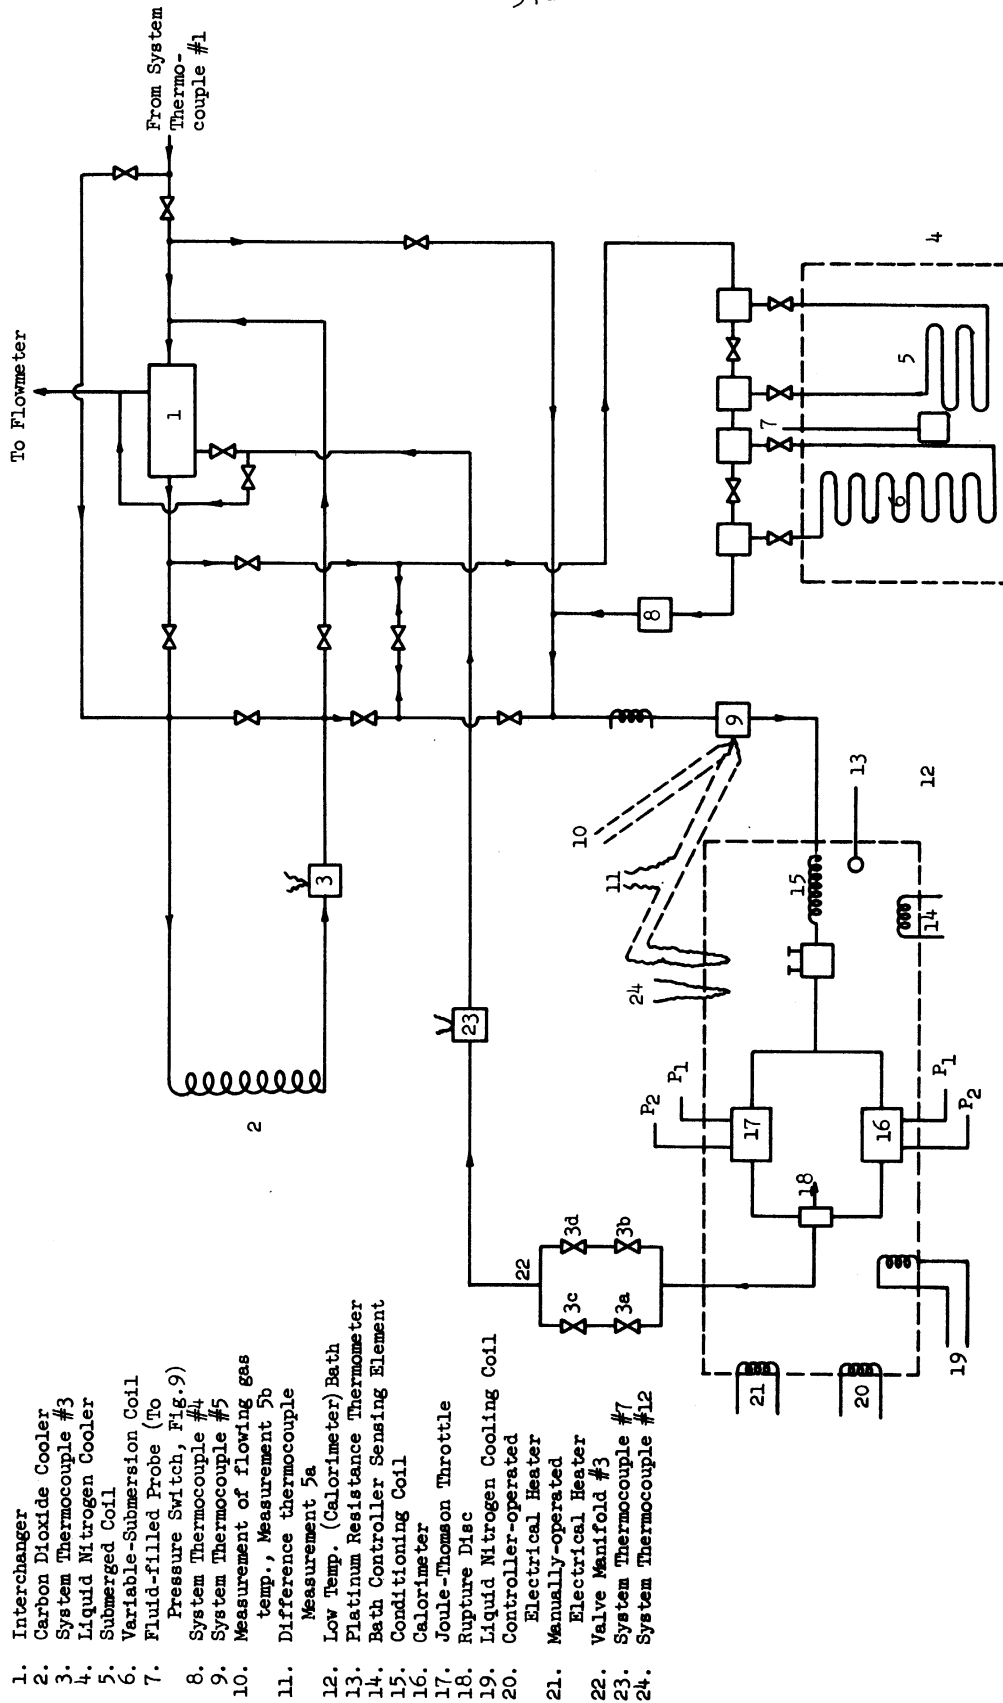 To Flowmeter
From System
Thermo-
couple #1
1
2
3
4
5
6
7
8
9
10
11
12
13
14
15
16
17
18
19
20
21
22
23
24
3a
3b
3c
3d
P2
P1
P1
P2
1. Interchanger
2. Carbon Dioxide Cooler
3. System Thermocouple #3
4. Liquid Nitrogen Cooler
5. Submerged Coil
6. Variable-Submersion Coil
7. Fluid-filled Probe (To
Pressure Switch, Fig.9)
8. System Thermocouple #4
9. System Thermocouple #5
10. Measurement of flowing gas
temp., Measurement 5b
11. Difference thermocouple
Measurement 5a
12. Low Temp. (Calorimeter) Bath
13. Platinum Resistance Thermometer
14. Bath Controller Sensing Element
15. Conditioning Coil
16. Calorimeter
17. Joule-Thomson Throttle
18. Rupture Disc
19. Liquid Nitrogen Cooling Coil
20. Controller-operated
Electrical Heater
21. Manually-operated
Electrical Heater
22. Valve Manifold #3
23. System Thermocouple #7
24. System Thermocouple #12